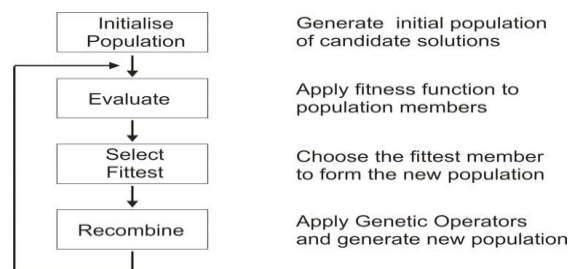 Initialise
Population
Generate initial population
of candidate solutions
Evaluate
Apply fitness function to
population members
Select
Fittest
Choose the fittest member
to form the new population
Recombine
Apply Genetic Operators
and generate new population